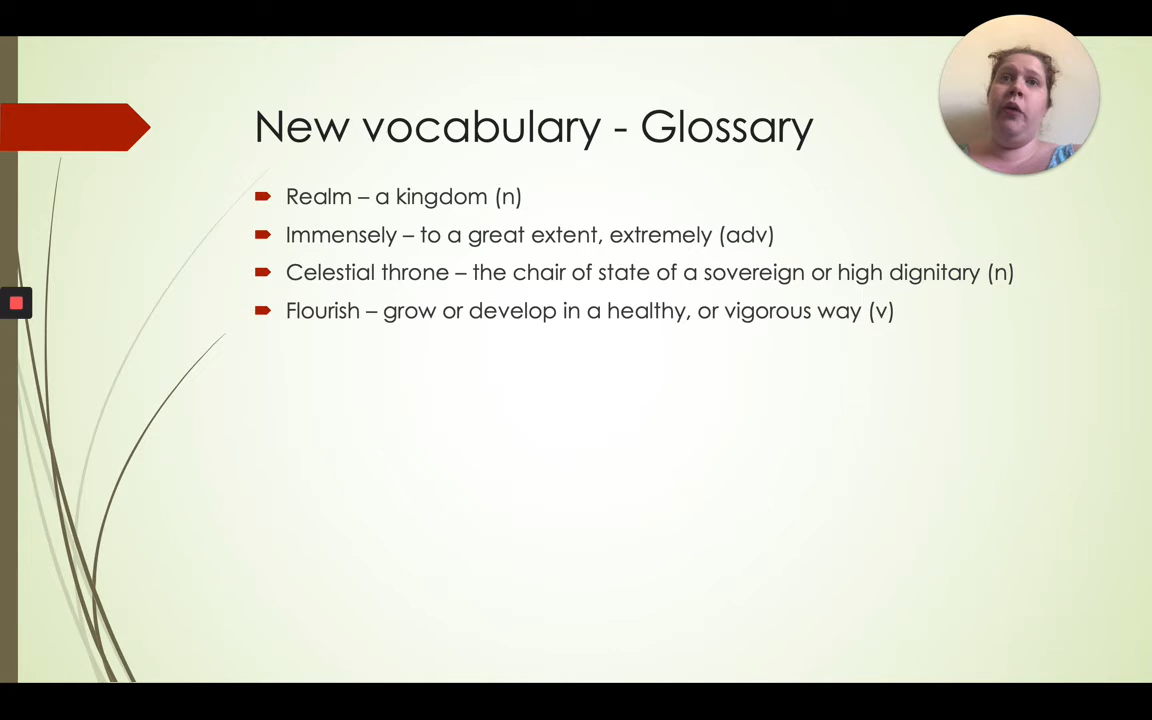 New vocabulary - Glossary
Realm – a kingdom (n)
Immensely – to a great extent, extremely (adv)
Celestial throne – the chair of state of a sovereign or high dignitary (n)
Flourish – grow or develop in a healthy, or vigorous way (v)